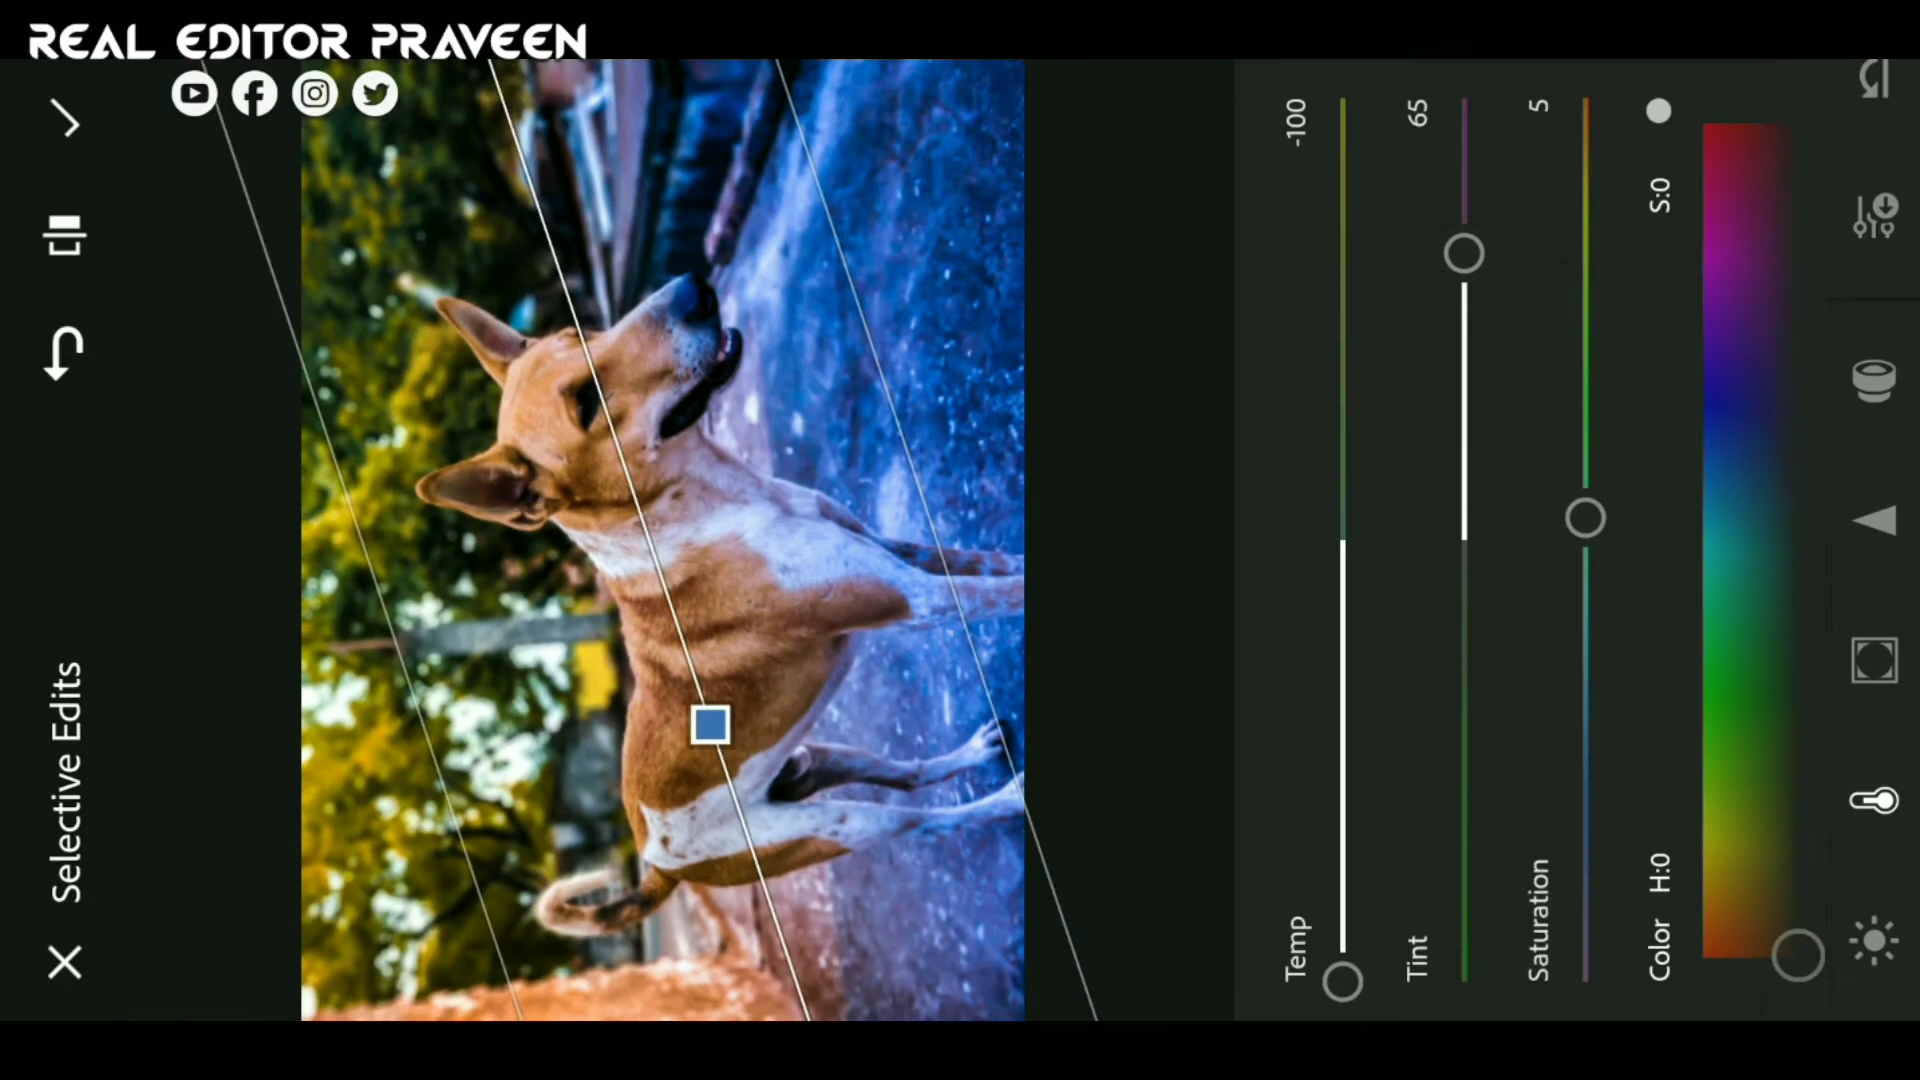 REAL EDITOR PRAVEEN
Selective Edits
Temp -100
Tint 65
Saturation 5
Color H:0 S:0